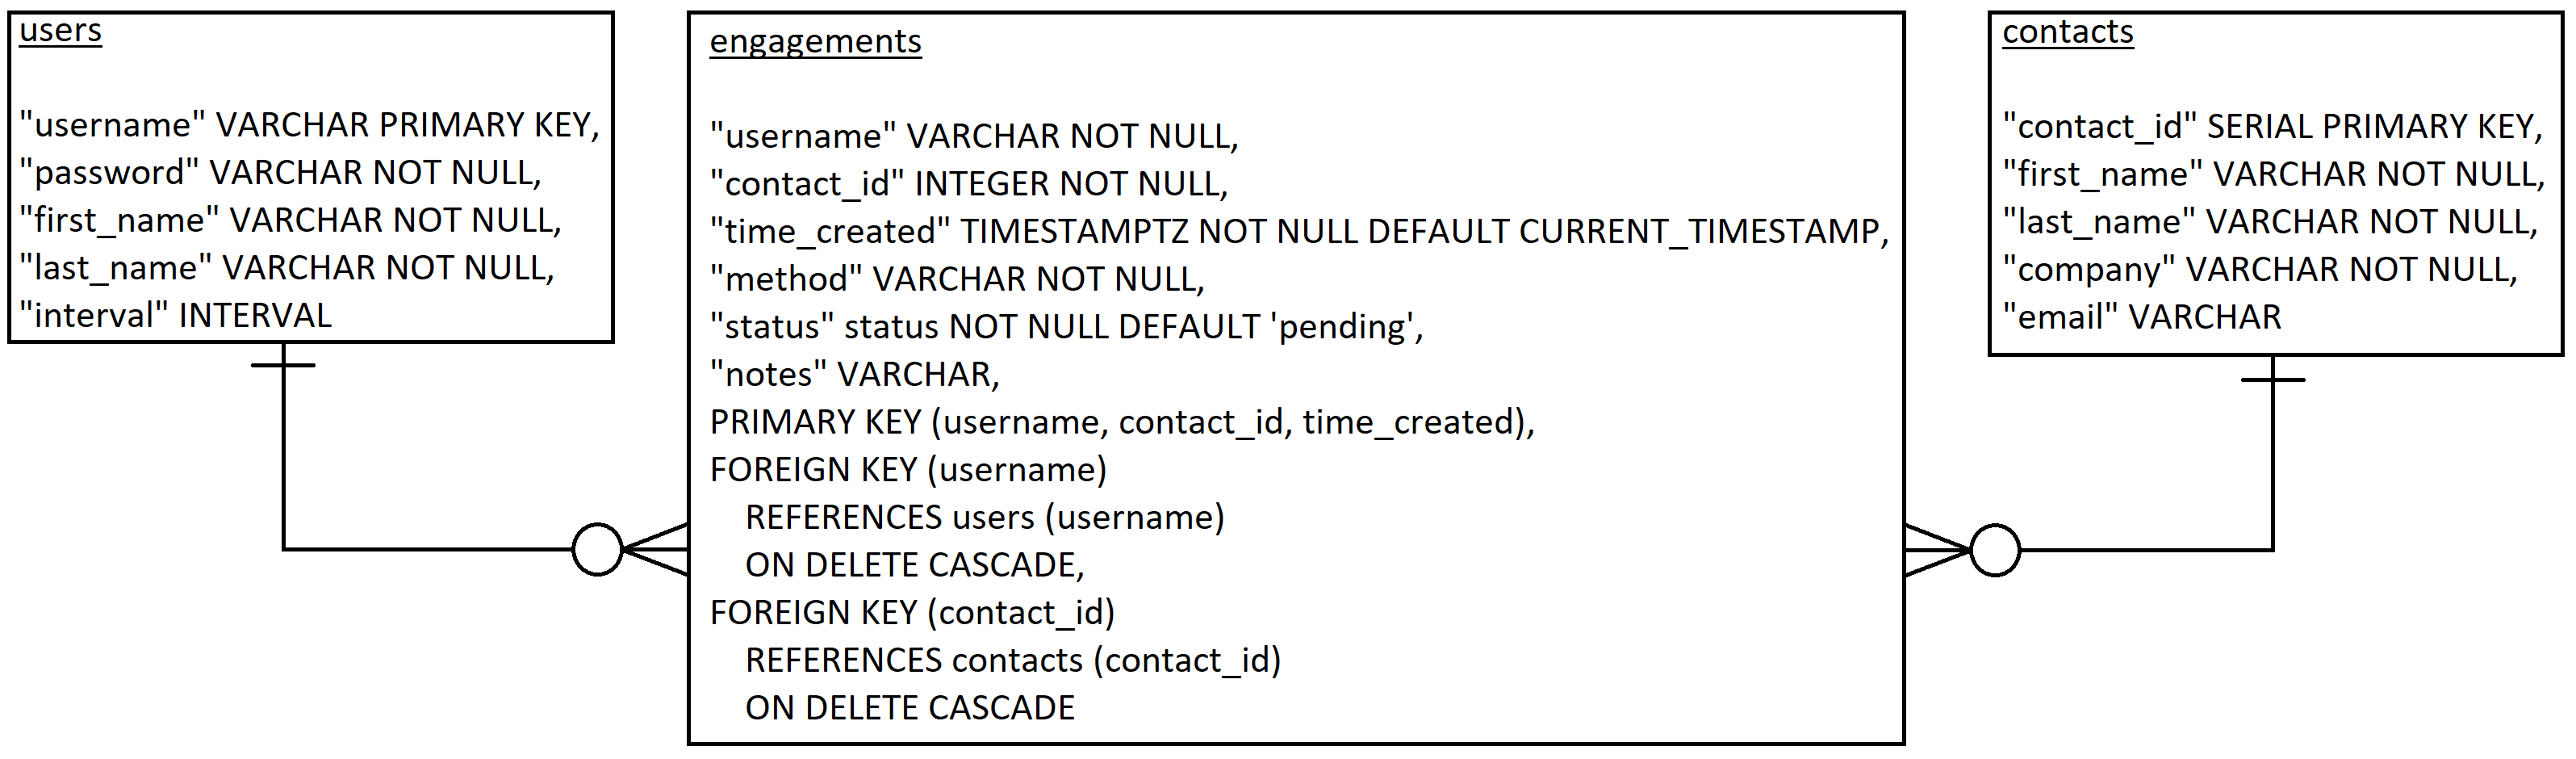 users
"username" VARCHAR PRIMARY KEY,
"password" VARCHAR NOT NULL,
"first_name" VARCHAR NOT NULL,
"last_name" VARCHAR NOT NULL,
"interval" INTERVAL
engagements
"username" VARCHAR NOT NULL,
"contact_id" INTEGER NOT NULL,
"time_created" TIMESTAMPTZ NOT NULL DEFAULT CURRENT_TIMESTAMP,
"method" VARCHAR NOT NULL,
"status" status NOT NULL DEFAULT 'pending',
"notes" VARCHAR,
PRIMARY KEY (username, contact_id, time_created),
FOREIGN KEY (username)
REFERENCES users (username)
ON DELETE CASCADE,
FOREIGN KEY (contact_id)
REFERENCES contacts (contact_id)
ON DELETE CASCADE
contacts
"contact_id" SERIAL PRIMARY KEY,
"first_name" VARCHAR NOT NULL,
"last_name" VARCHAR NOT NULL,
"company" VARCHAR NOT NULL,
"email" VARCHAR